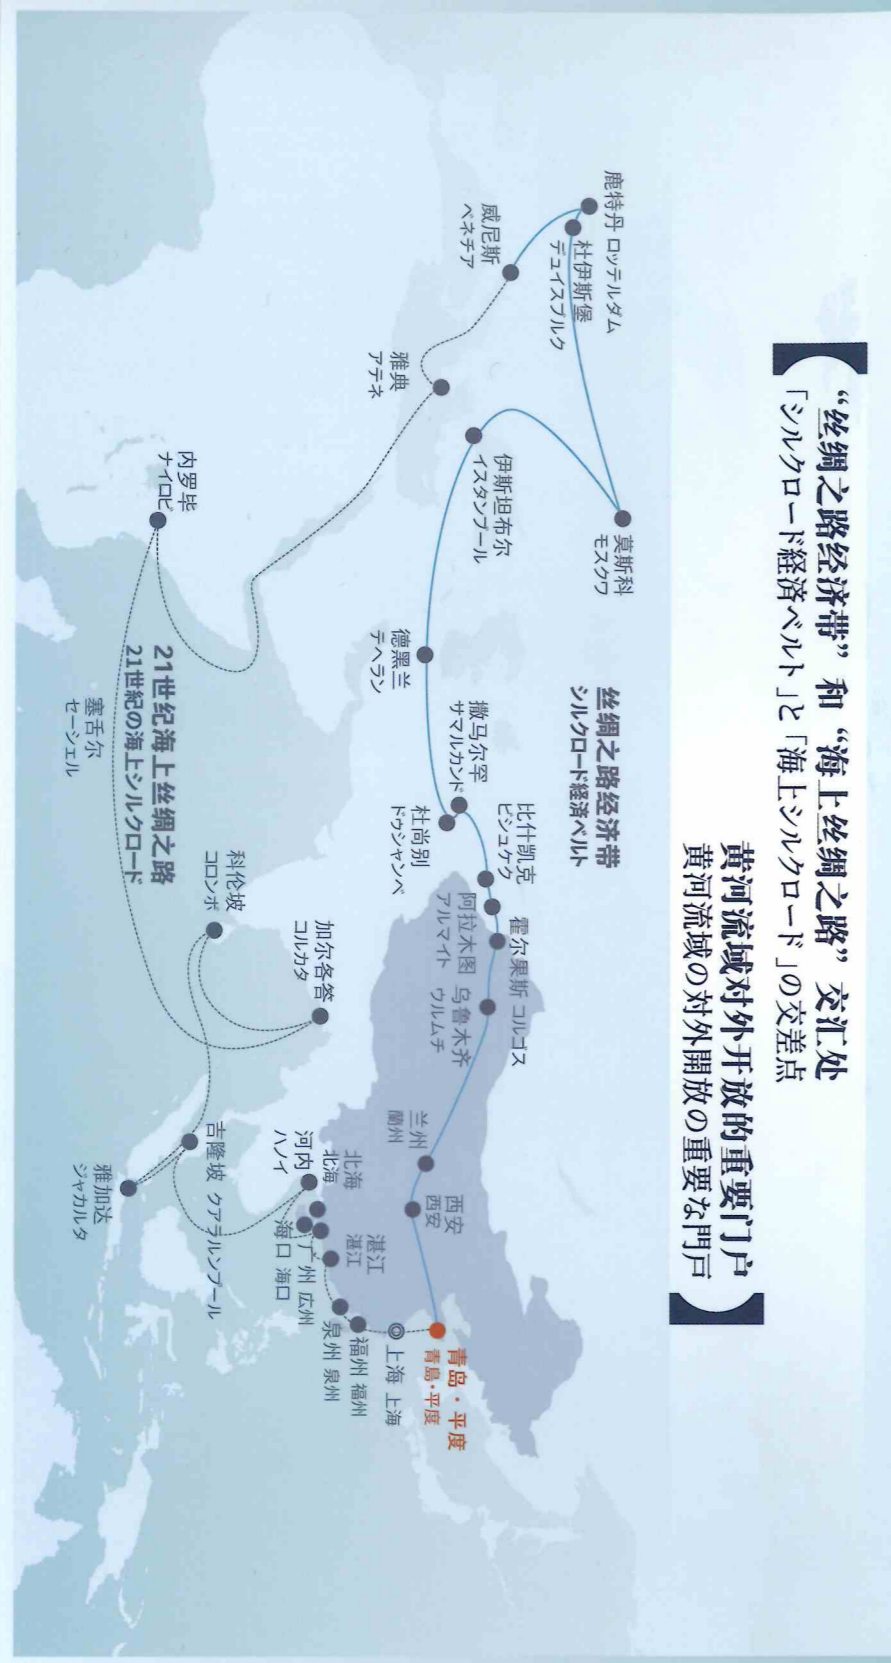 “丝绸之路经济带”和“海上丝绸之路”交汇处
「シルクロード経済ベルト」と「海上シルクロード」の交差点
黄河流域对外开放的重要门户
黄河流域の対外開放の重要な門戸
鹿特丹 ロッテルダム
杜伊斯堡
デュイスブルク
威尼斯
ベネチア
雅典
アテネ
莫斯科
モスクワ
伊斯坦布尔
イスタンブール
德黑兰
テヘラン
丝绸之路经济带
シルクロード経済ベルト
撒马尔罕
サマルカンド
杜尚别
ドゥシャンベ
比什凯克
ビシュケク
阿拉木图
アルマイト
霍尔果斯 コルゴス
乌鲁木齐
ウルムチ
兰州
蘭州
西安
西安
青岛·平度
青島・平度
上海 上海
福州 福州
泉州 泉州
广州 広州
湛江
湛江
海口 海口
北海
北海
河内
ハノイ
吉隆坡 クアラルンプール
雅加达
ジャカルタ
加尔各答
コルカタ
科伦坡
コロンボ
21世纪海上丝绸之路
21世紀の海上シルクロード
塞舌尔
セーシェル
内罗毕
ナイロビ